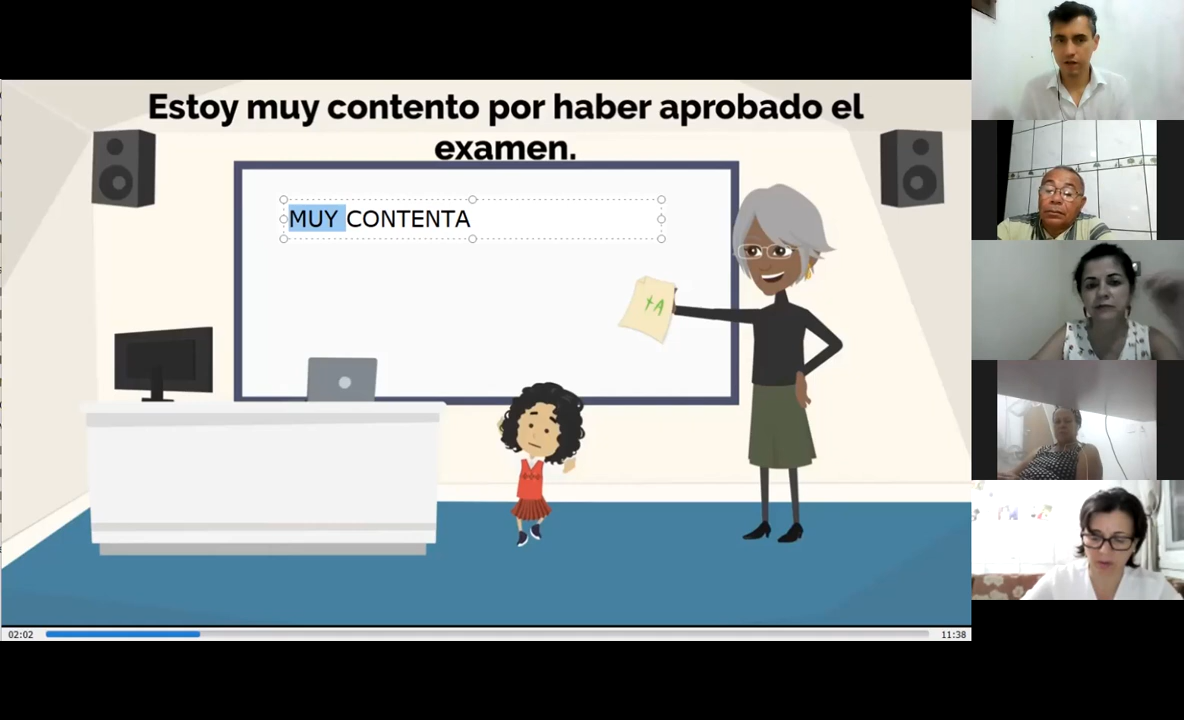 Estoy muy contento por haber aprobado el
examen.
MUY CONTENTA
+A
02:02
11:38